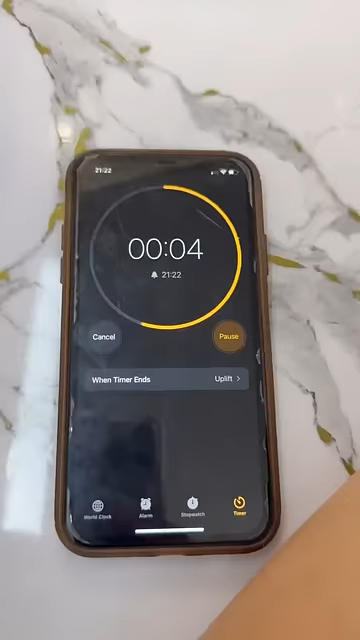 21:22
00:04
21:22
Cancel
Pause
When Timer Ends
Uplift
World Clock
Alarm
Stopwatch
Timer